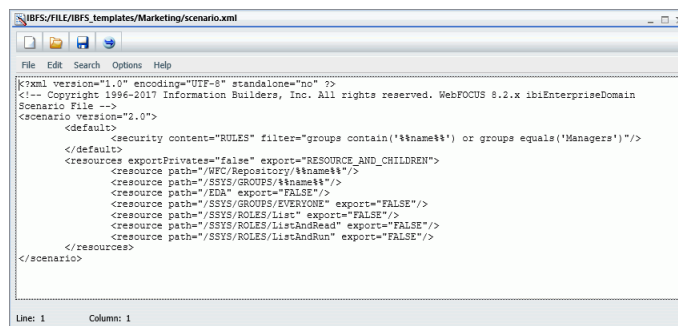 IBFS:/FILE/IBFS_templates/Marketing/scenario.xml
File Edit Search Options Help
<?xml version="1.0" encoding="UTF-8" standalone="no" ?>
<!-- Copyright 1996-2017 Information Builders, Inc. All rights reserved. WebFOCUS 8.2.x ibiEnterpriseDomain
Scenario File -->
<scenario version="2.0">
<default>
<security content="RULES" filter="groups contain('%%name%%') or groups equals('Managers')"/>
</default>
<resources exportPrivates="false" export="RESOURCE_AND_CHILDREN">
<resource path="/WFC/Repository/%%name%%"/>
<resource path="/SSYS/GROUPS/%%name%%"/>
<resource path="/EDA" export="FALSE"/>
<resource path="/SSYS/GROUPS/EVERYONE" export="FALSE"/>
<resource path="/SSYS/ROLES/List" export="FALSE"/>
<resource path="/SSYS/ROLES/ListAndRead" export="FALSE"/>
<resource path="/SSYS/ROLES/ListAndRun" export="FALSE"/>
</resources>
</scenario>
Line: 1 Column: 1